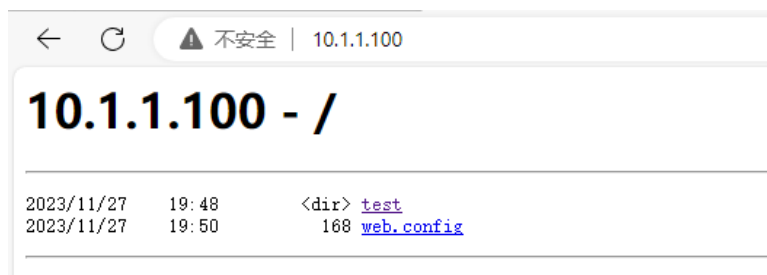 不安全 | 10.1.1.100
10.1.1.100 - /
2023/11/27 19:48 <dir> test
2023/11/27 19:50 168 web.config